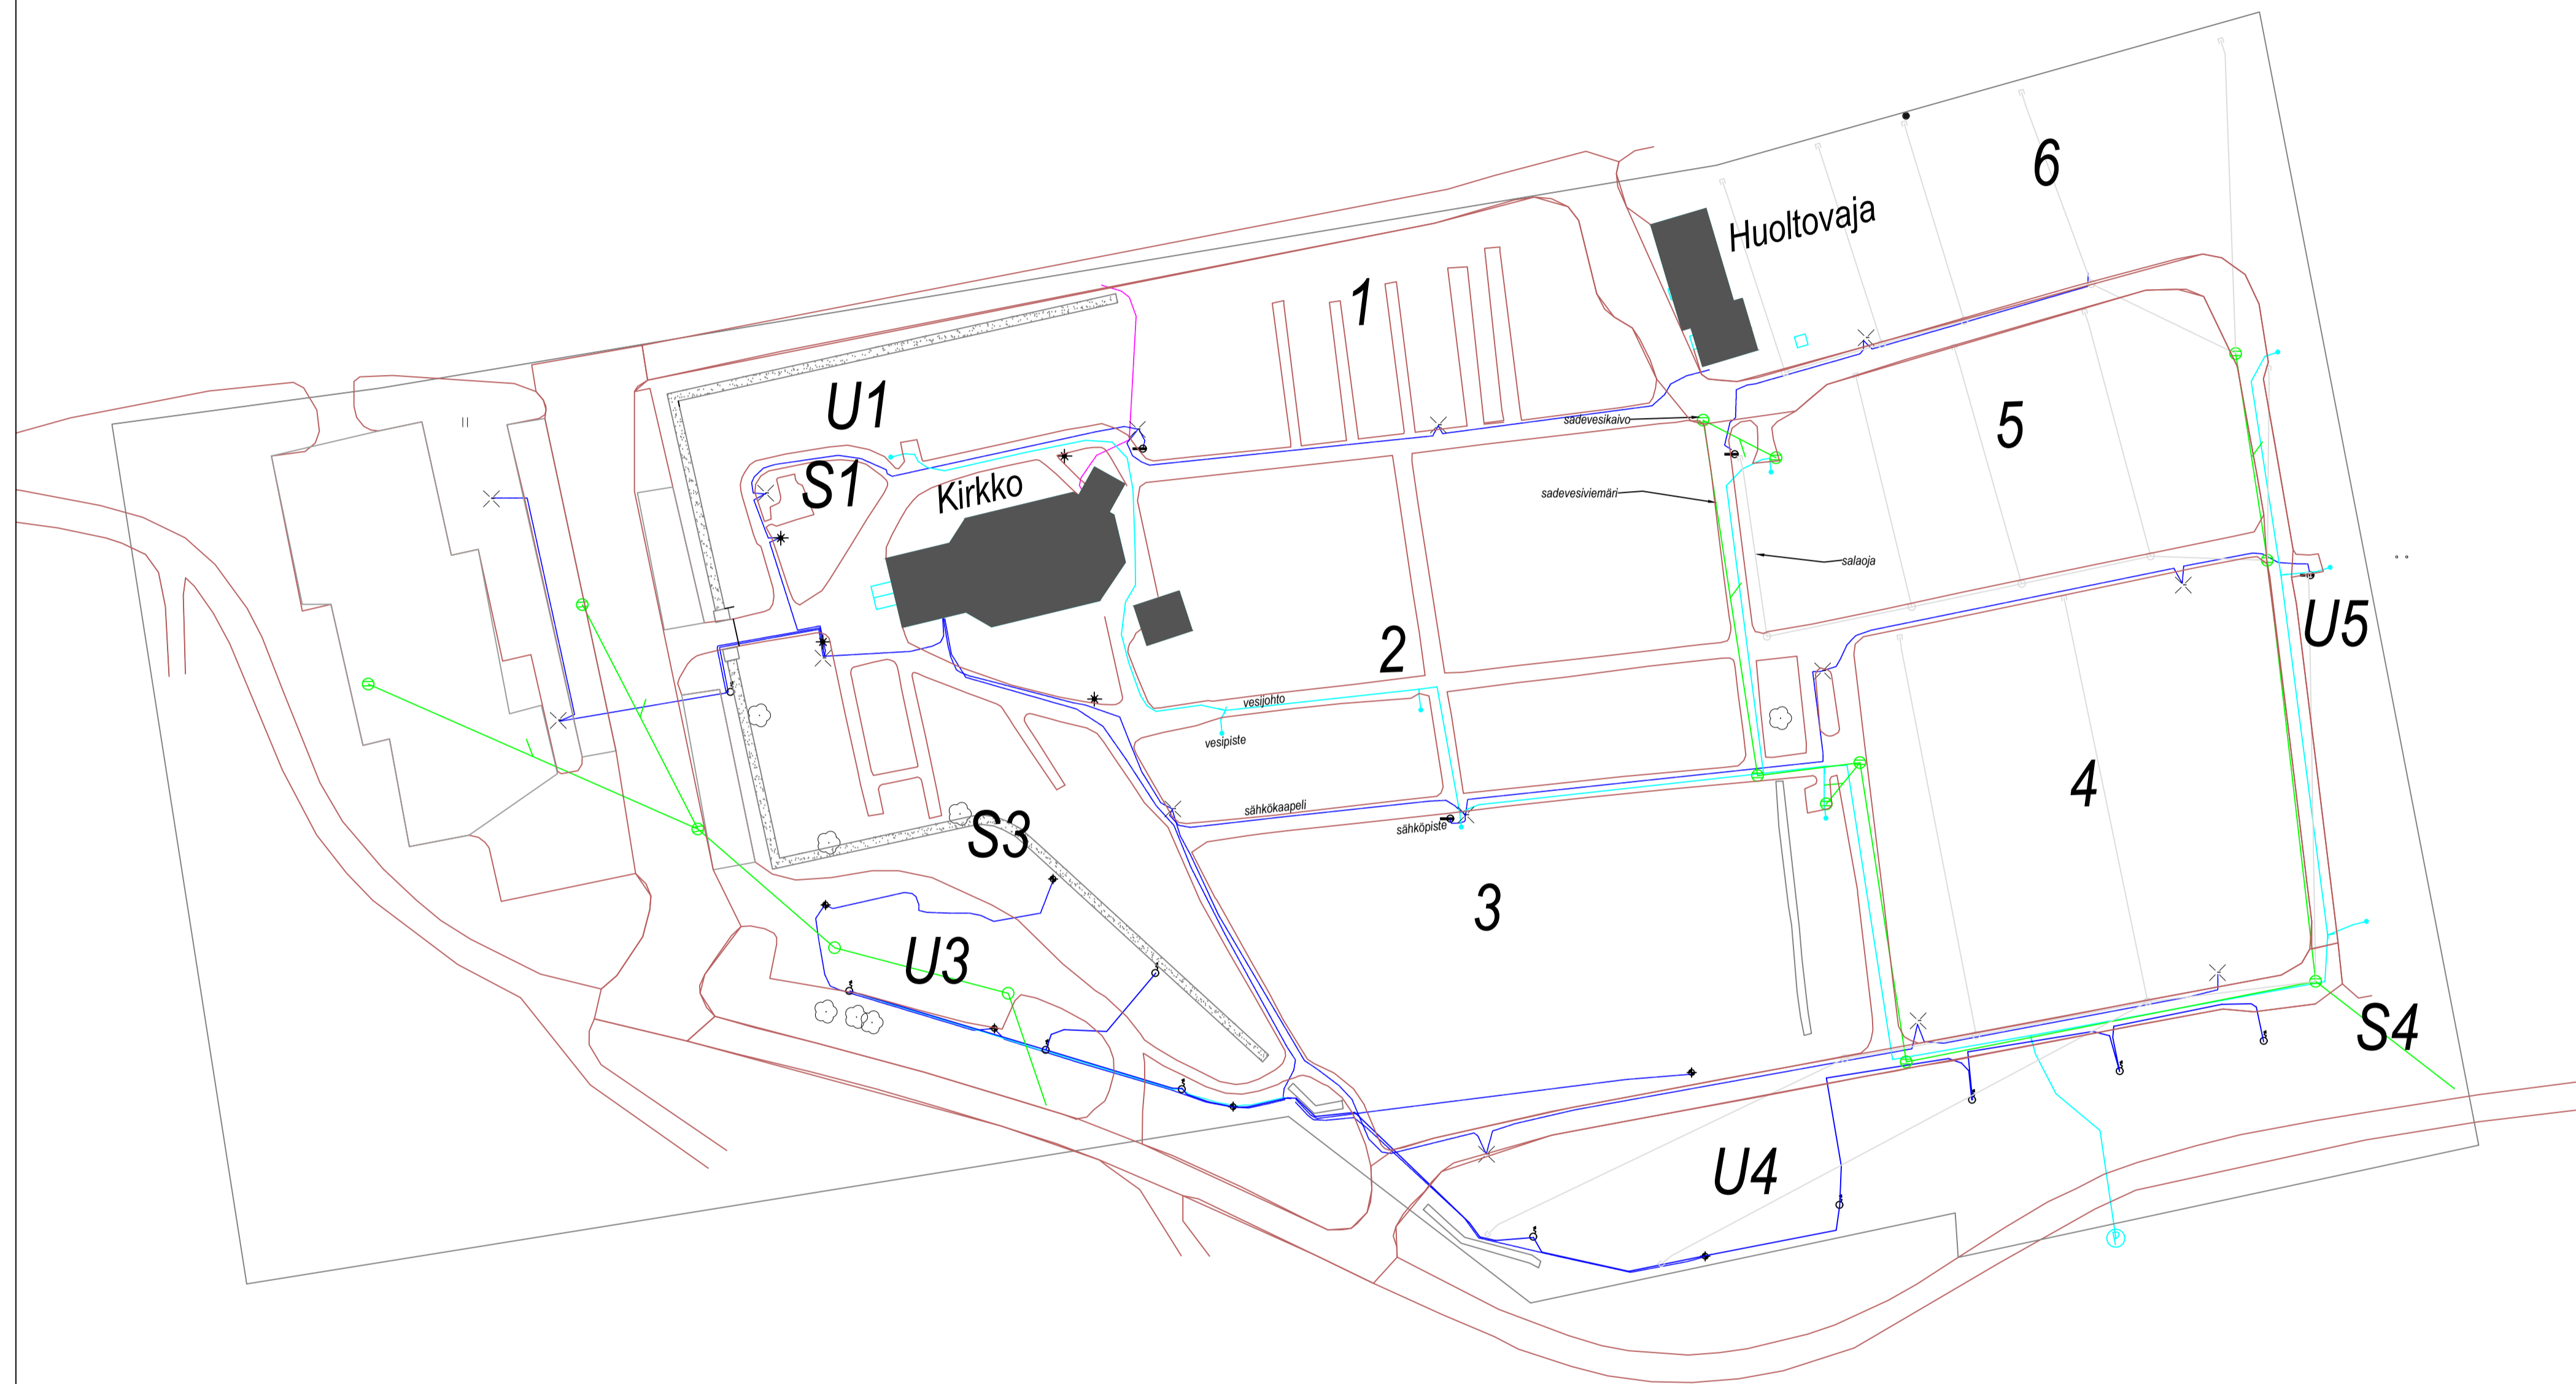 6
Huoltovaja
1
U1
sadevesikaivo
5
S1
Kirkko
sadevesiviemäri
salaoja
U5
2
vesijohto
vesipiste
4
sähkökaapeli
S3
sähköpiste
3
U3
S4
U4